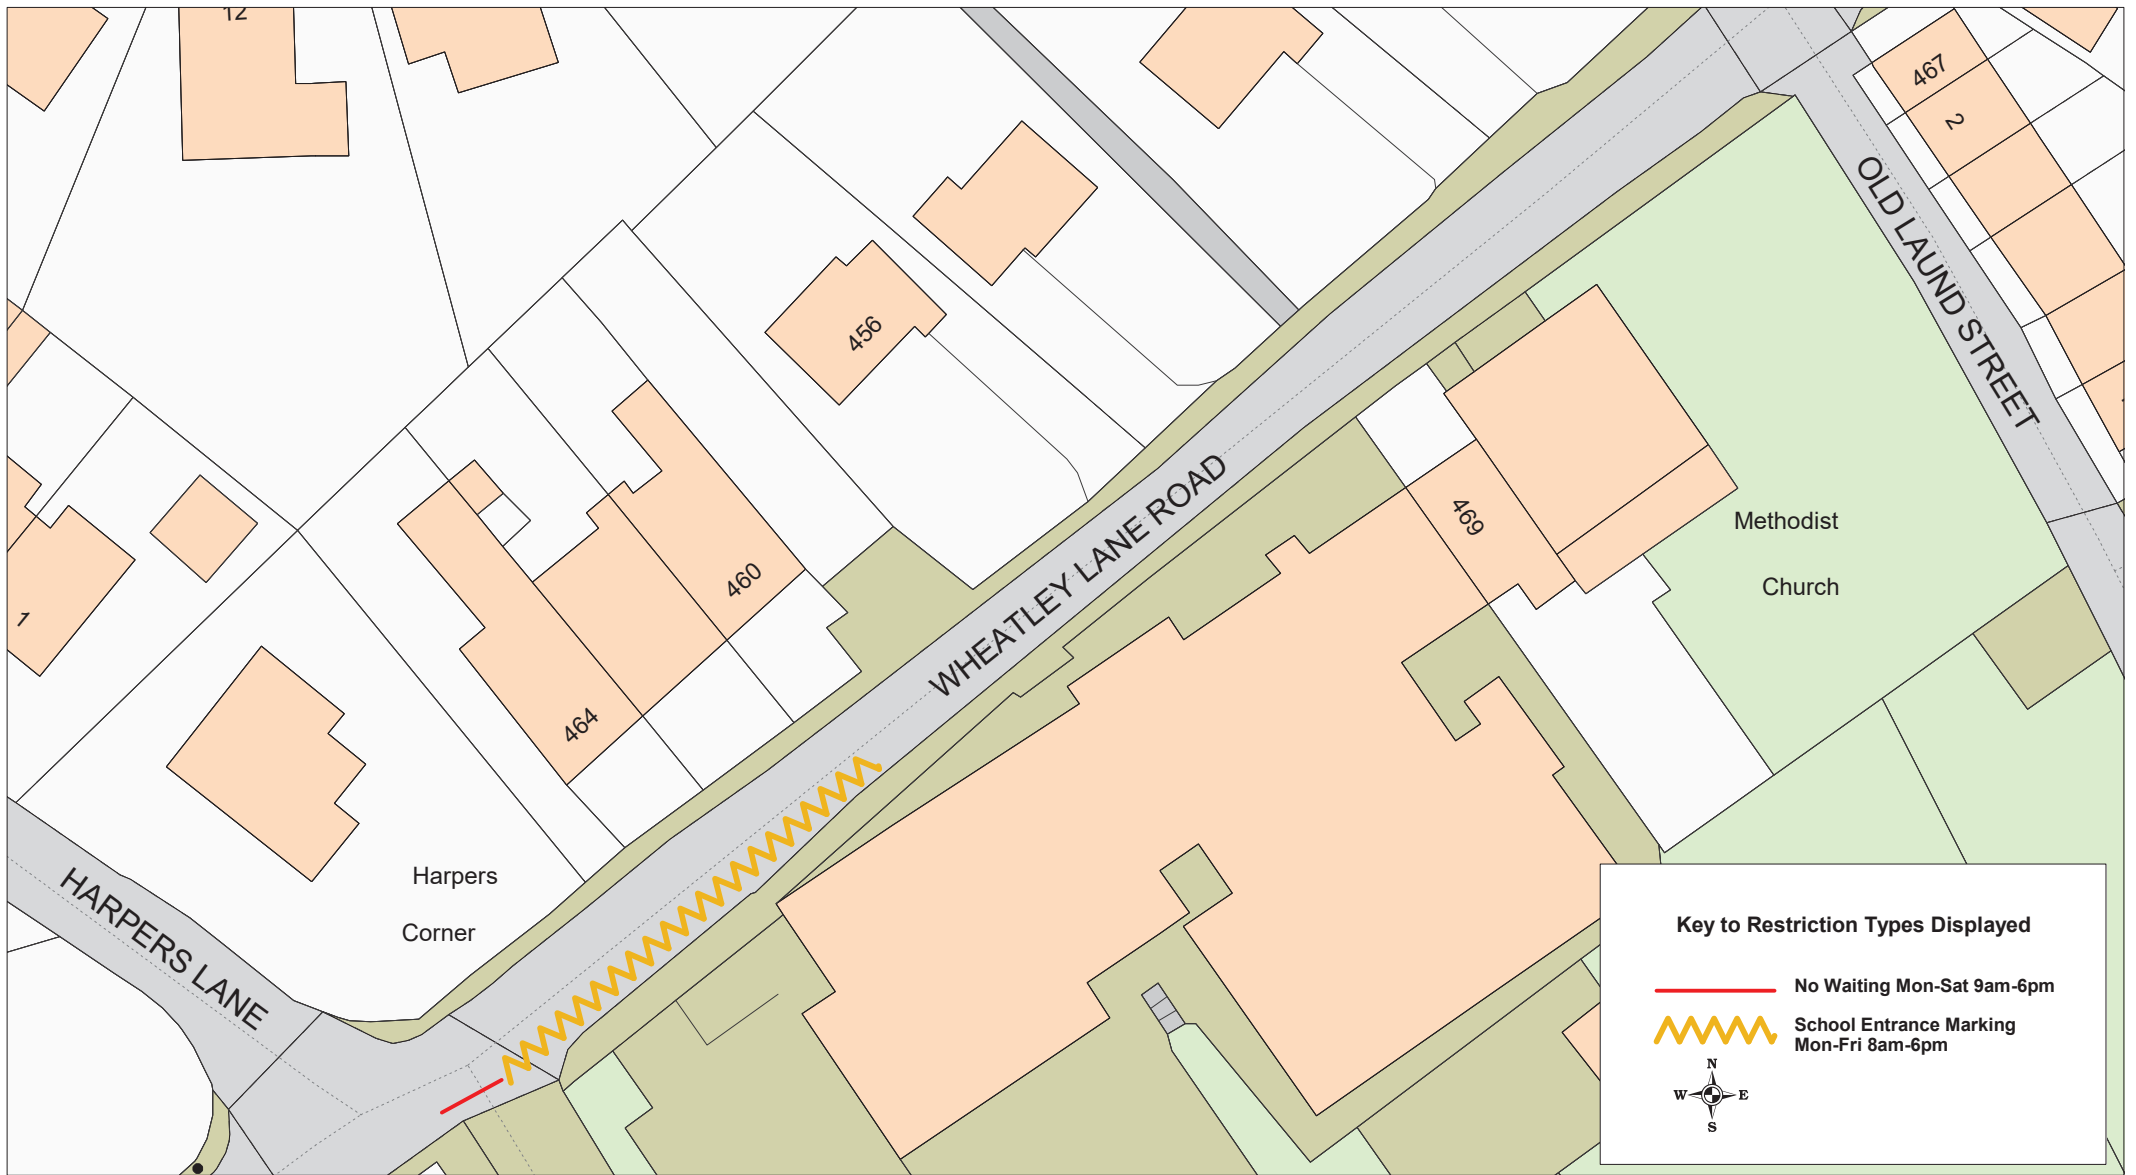 12
467
2
OLD LAUND STREET
456
WHEATLEY LANE ROAD
469
Methodist
Church
460
1
464
Harpers
Corner
HARPERS LANE
Key to Restriction Types Displayed
No Waiting Mon-Sat 9am-6pm
School Entrance Marking
Mon-Fri 8am-6pm
N
W E
S